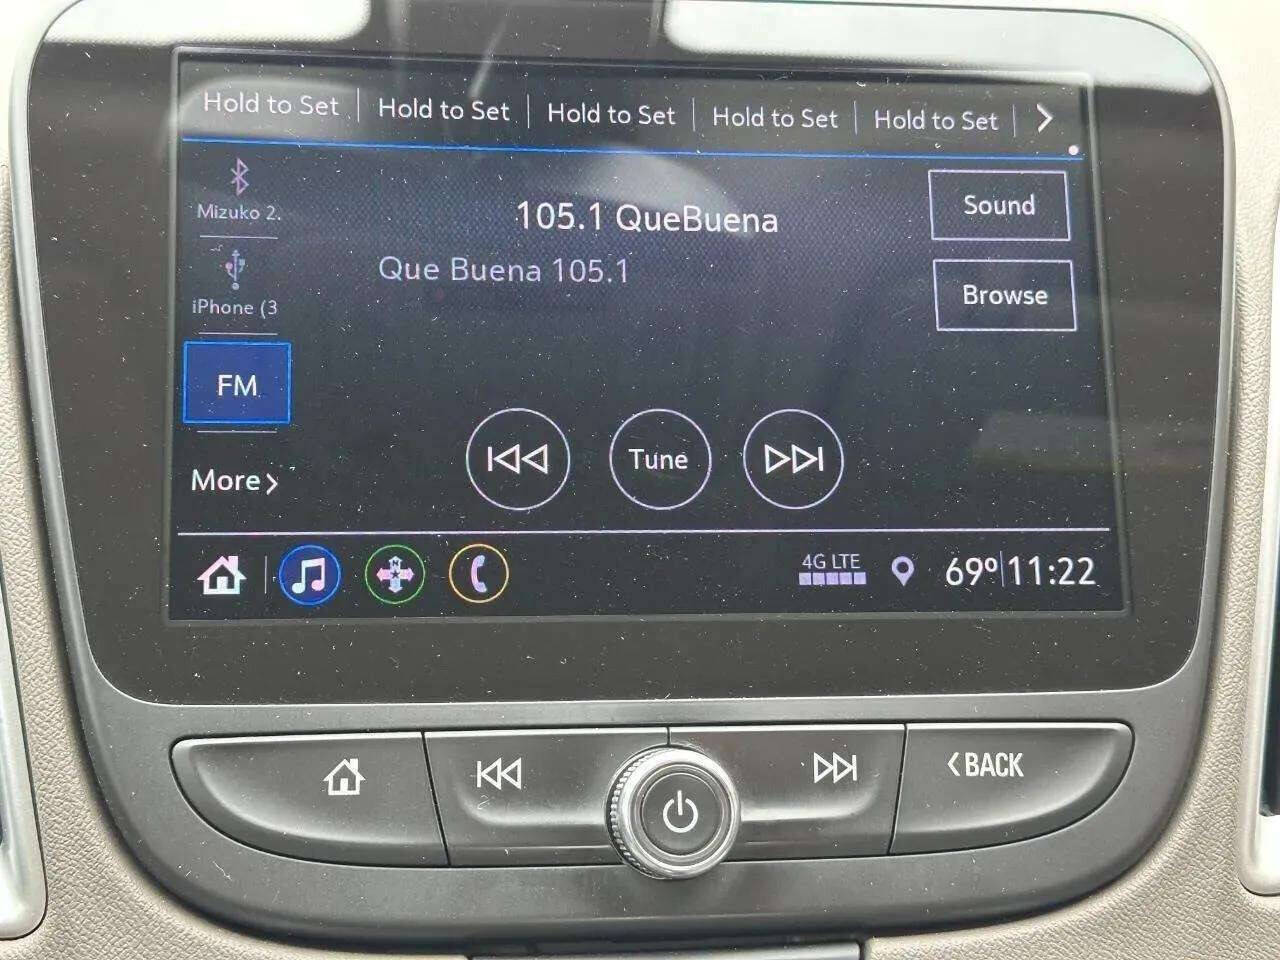 Hold to Set Hold to Set Hold to Set Hold to Set Hold to Set
Mizuko 2.
105.1 QueBuena
Sound
Que Buena 105.1
iPhone (3
Browse
FM
Tune
More
4G LTE
69° 11:22
BACK